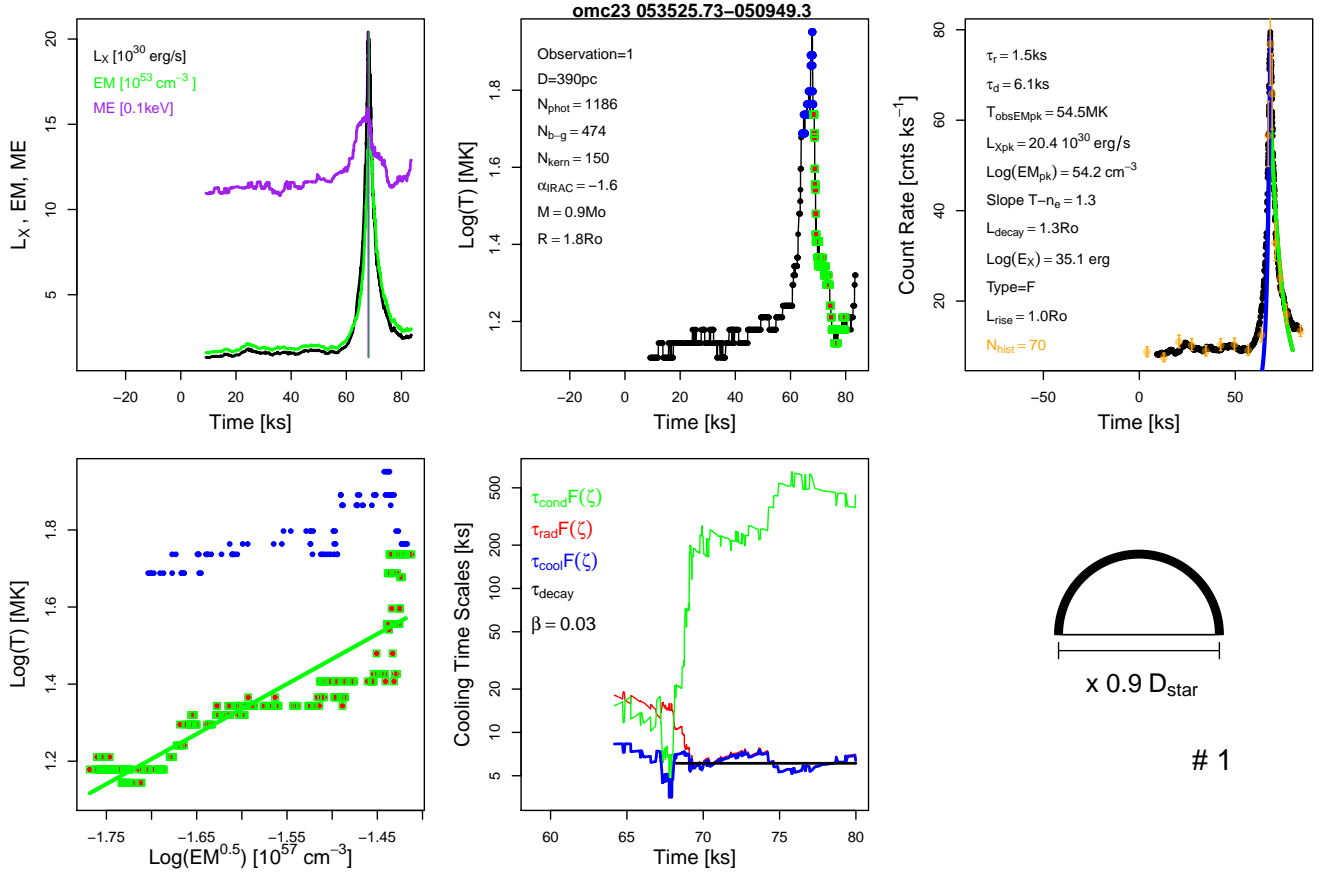 omc23 053525.73−050949.3
L_X [10^30 erg/s]
EM [10^53 cm^−3 ]
ME [0.1keV]
L_X , EM, ME
20
15
10
5
−20 0 20 40 60 80
Time [ks]
Observation=1
D=390pc
N_phot = 1186
N_b−g = 474
N_kern = 150
α_IRAC = −1.6
M = 0.9Mo
R = 1.8Ro
Log(T) [MK]
1.8
1.6
1.4
1.2
−20 0 20 40 60 80
Time [ks]
τ_r = 1.5ks
τ_d = 6.1ks
T_obsEMpk = 54.5MK
L_Xpk = 20.4 10^30 erg/s
Log(EM_pk) = 54.2 cm^−3
Slope T−n_e = 1.3
L_decay = 1.3Ro
Log(E_X) = 35.1 erg
Type=F
L_rise = 1.0Ro
N_hist = 70
Count Rate [cnts ks^−1]
80
60
40
20
−50 0 50
Time [ks]
Log(T) [MK]
1.8
1.6
1.4
1.2
−1.75 −1.65 −1.55 −1.45
Log(EM^0.5) [10^57 cm^−3]
τ_cond F(ζ)
τ_rad F(ζ)
τ_cool F(ζ)
τ_decay
β = 0.03
Cooling Time Scales [ks]
500
200
100
50
20
10
5
60 65 70 75 80
Time [ks]
x 0.9 D_star
# 1